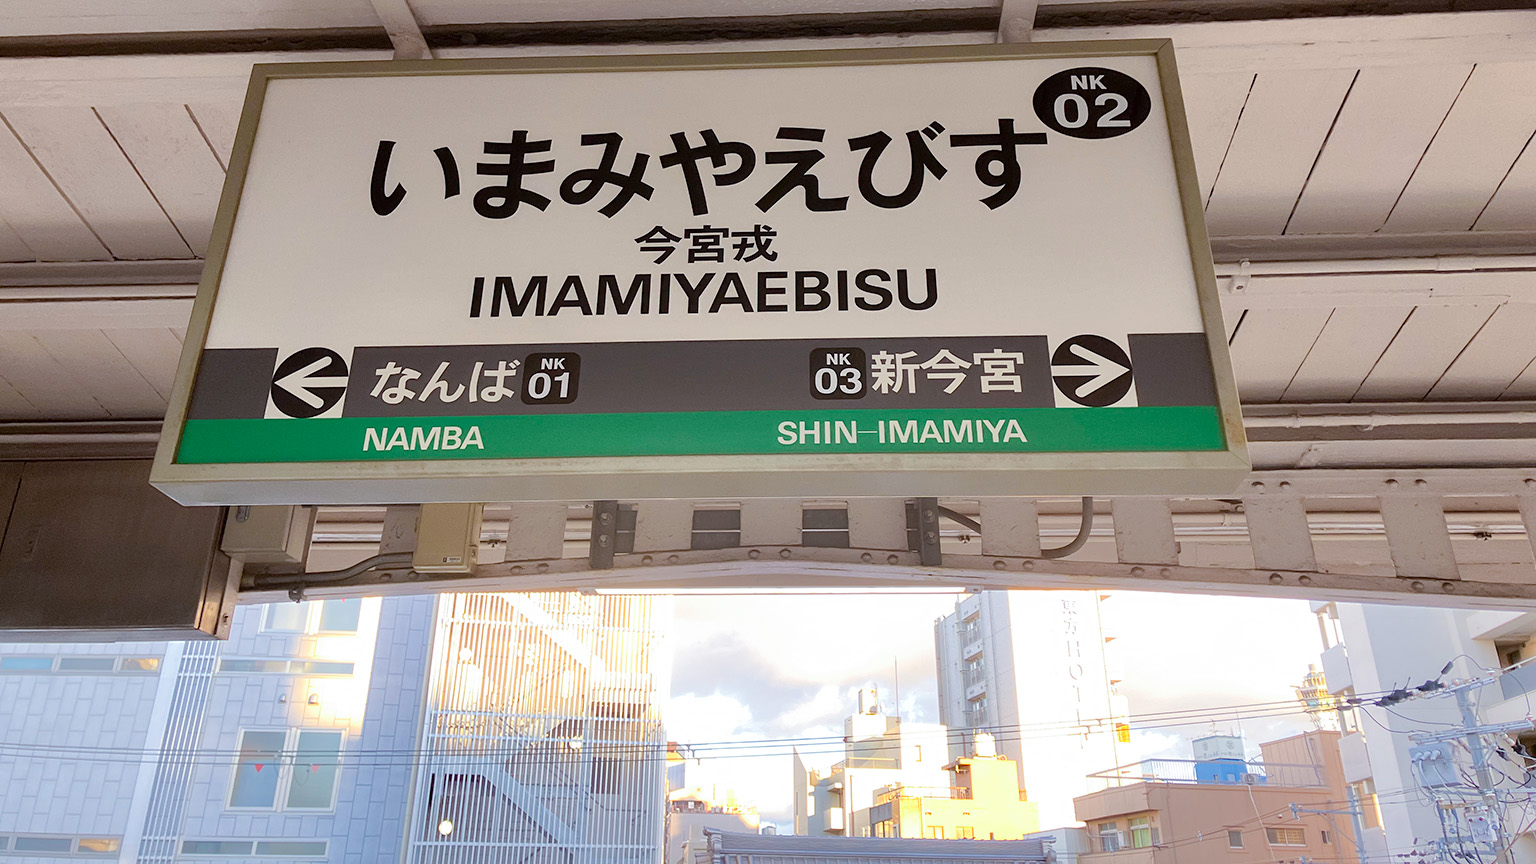 NK
02
いまみやえびす
今宮戎
IMAMIYAEBISU
なんば NK 01
NK 03 新今宮
NAMBA
SHIN-IMAMIYA